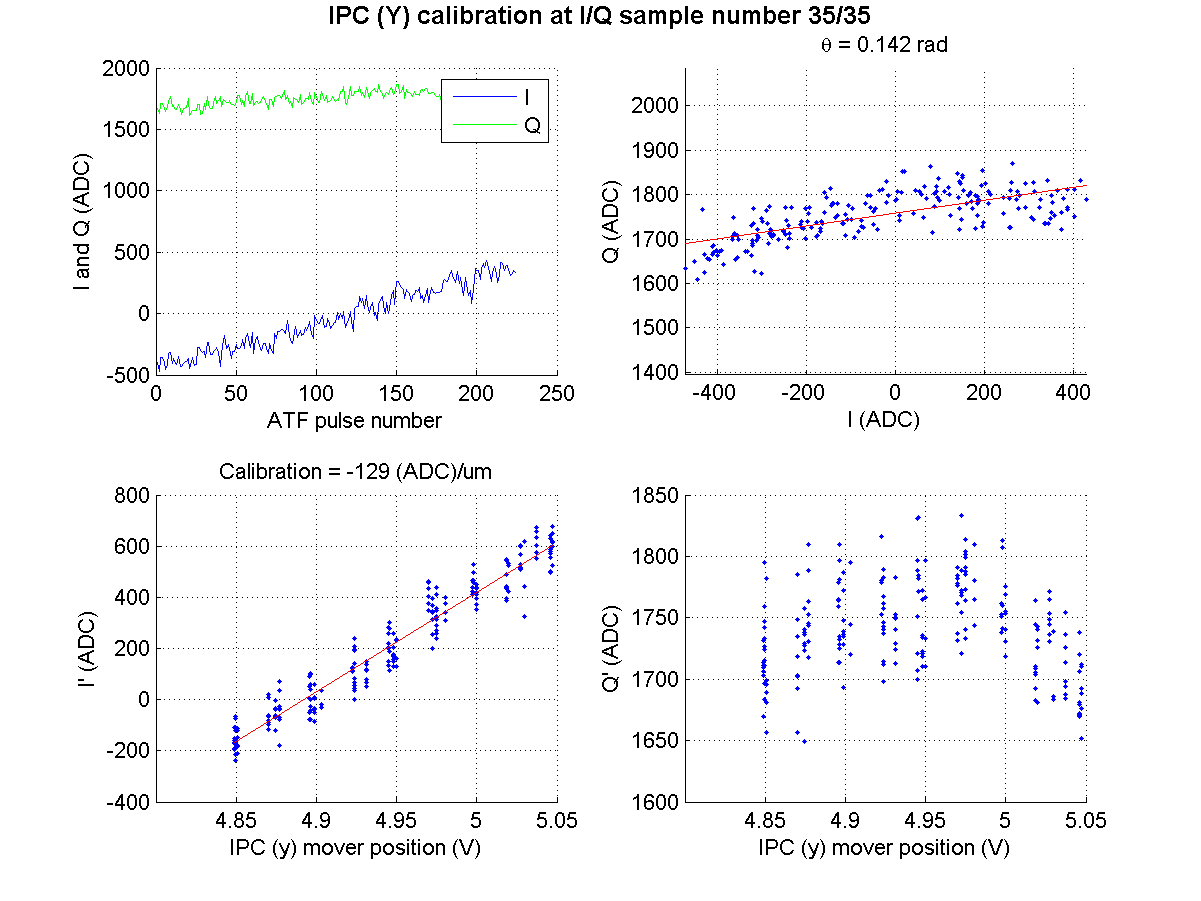 IPC (Y) calibration at I/Q sample number 35/35
2000
1500
1000
500
0
-500
I and Q (ADC)
I
Q
0 50 100 150 200 250
ATF pulse number
θ = 0.142 rad
2000
1900
1800
1700
1600
1500
1400
Q (ADC)
-400 -200 0 200 400
I (ADC)
Calibration = -129 (ADC)/um
800
600
400
200
0
-200
-400
I' (ADC)
4.85 4.9 4.95 5 5.05
IPC (y) mover position (V)
1850
1800
1750
1700
1650
1600
Q' (ADC)
4.85 4.9 4.95 5 5.05
IPC (y) mover position (V)